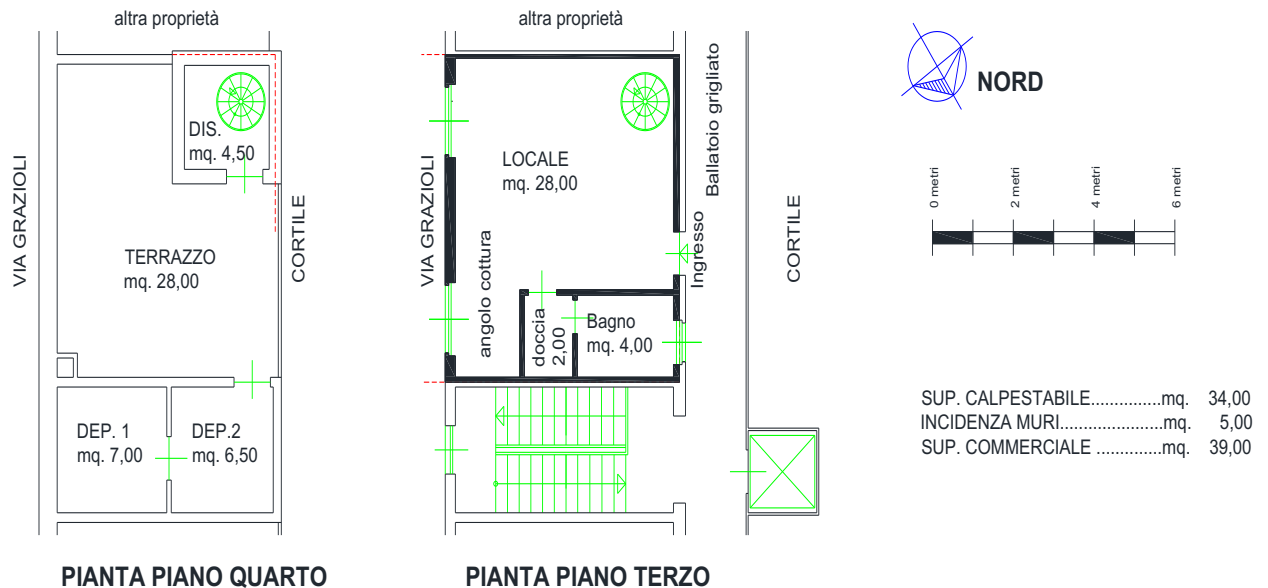 altra proprietà
DIS.
mq. 4,50
VIA GRAZIOLI
CORTILE
TERRAZZO
mq. 28,00
DEP. 1
mq. 7,00
DEP.2
mq. 6,50
PIANTA PIANO QUARTO
altra proprietà
Ballatoio grigliato
LOCALE
mq. 28,00
VIA GRAZIOLI
angolo cottura
Ingresso
CORTILE
doccia
2,00
Bagno
mq. 4,00
PIANTA PIANO TERZO
NORD
0 metri
2 metri
4 metri
6 metri
SUP. CALPESTABILE..............mq. 34,00
INCIDENZA MURI......................mq. 5,00
SUP. COMMERCIALE ..............mq. 39,00